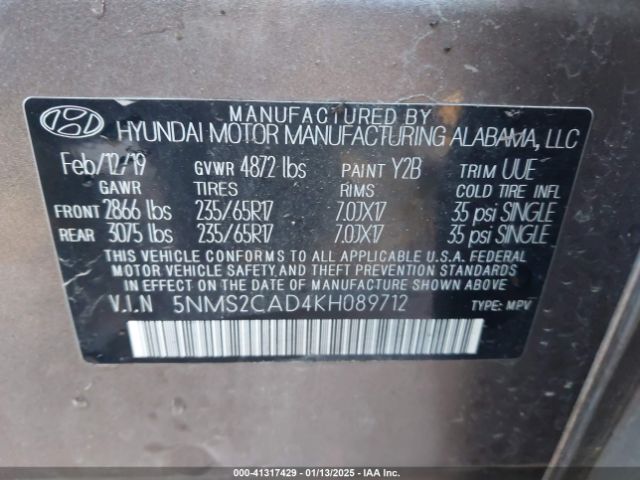 MANUFACTURED BY
HYUNDAI MOTOR MANUFACTURING ALABAMA, LLC
Feb/12/19 GVWR 4872 lbs PAINT Y2B TRIM UUE
GAWR TIRES RIMS COLD TIRE INFL
FRONT 2866 lbs 235/65R17 7.0JX17 35 psi SINGLE
REAR 3075 lbs 235/65R17 7.0JX17 35 psi SINGLE
THIS VEHICLE CONFORMS TO ALL APPLICABLE U.S.A. FEDERAL
MOTOR VEHICLE SAFETY, BUMPER, AND THEFT PREVENTION STANDARDS
IN EFFECT ON THE DATE OF MANUFACTURE SHOWN ABOVE
V.I.N 5NMS2CAD4KH089712 TYPE: MPV
000-41317429 - 01/13/2025 - IAA Inc.